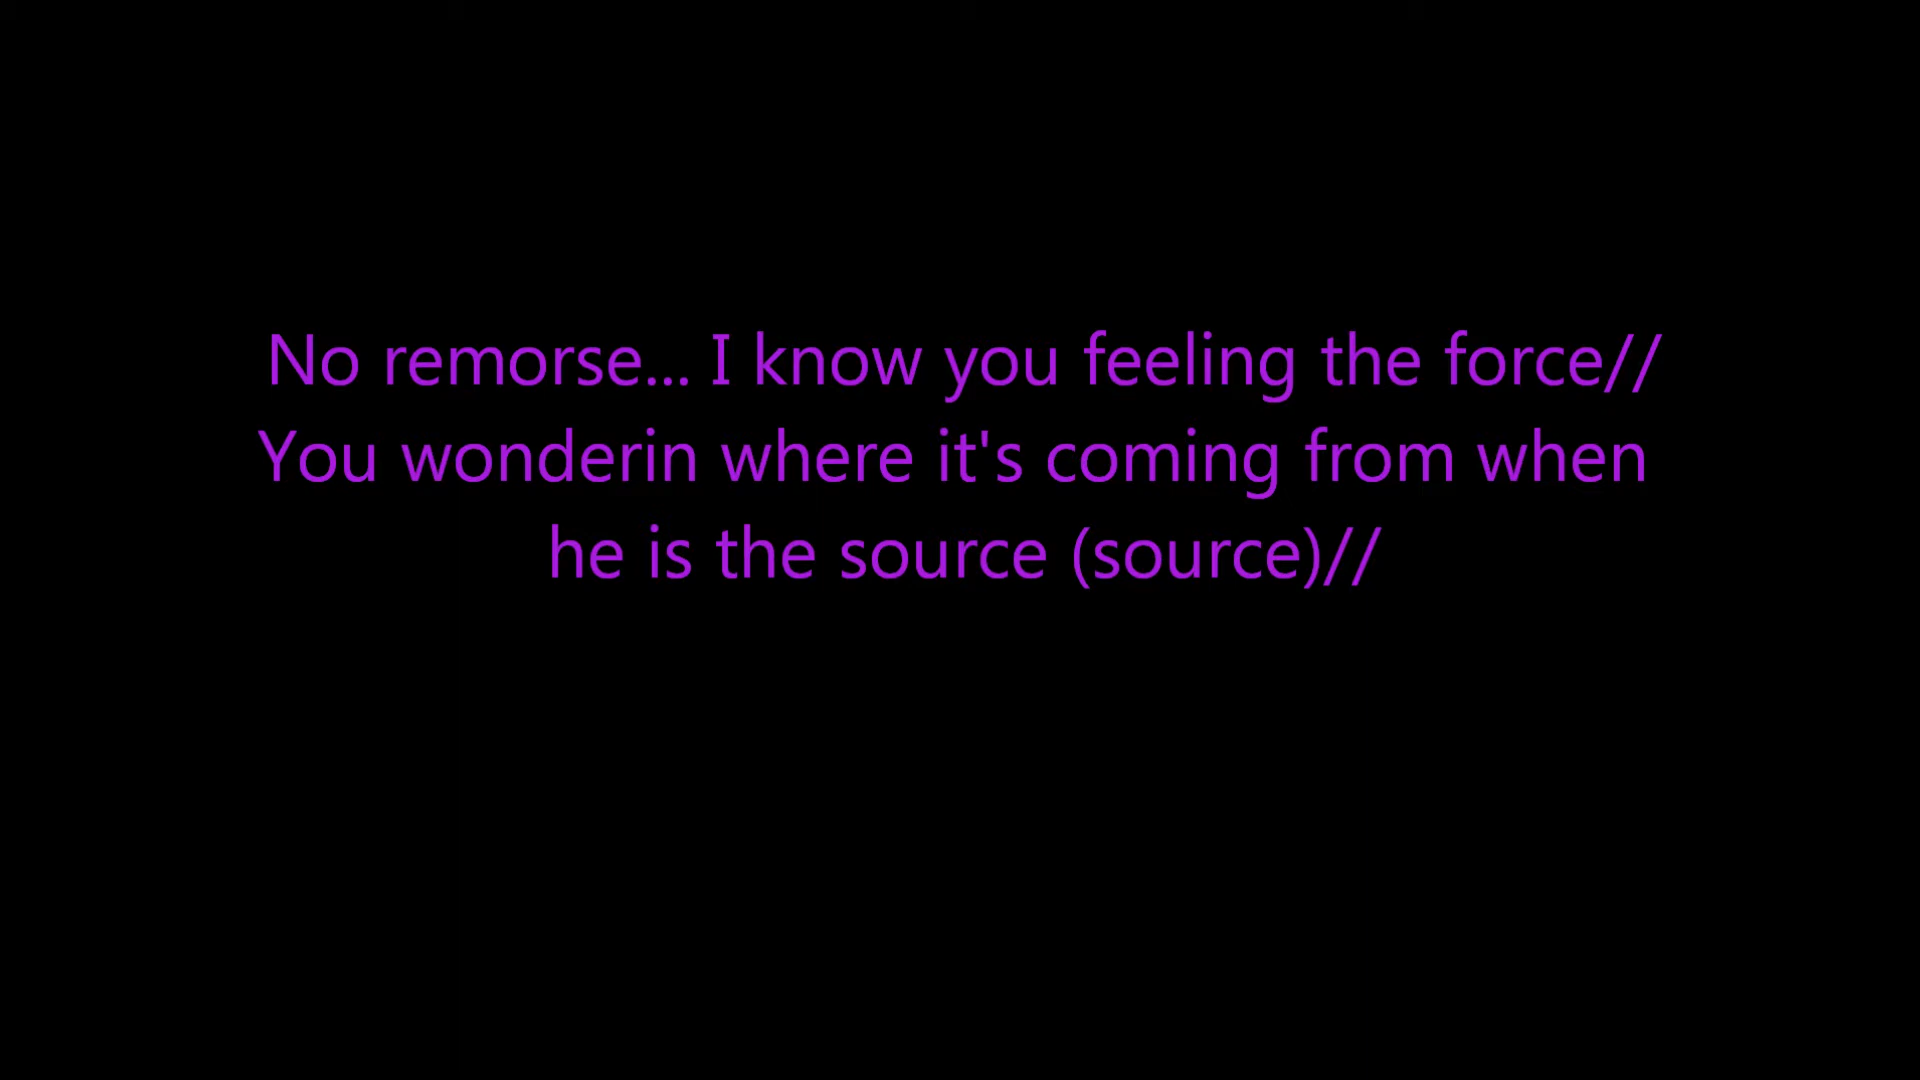 No remorse... I know you feeling the force//
You wonderin where it's coming from when
he is the source (source)//